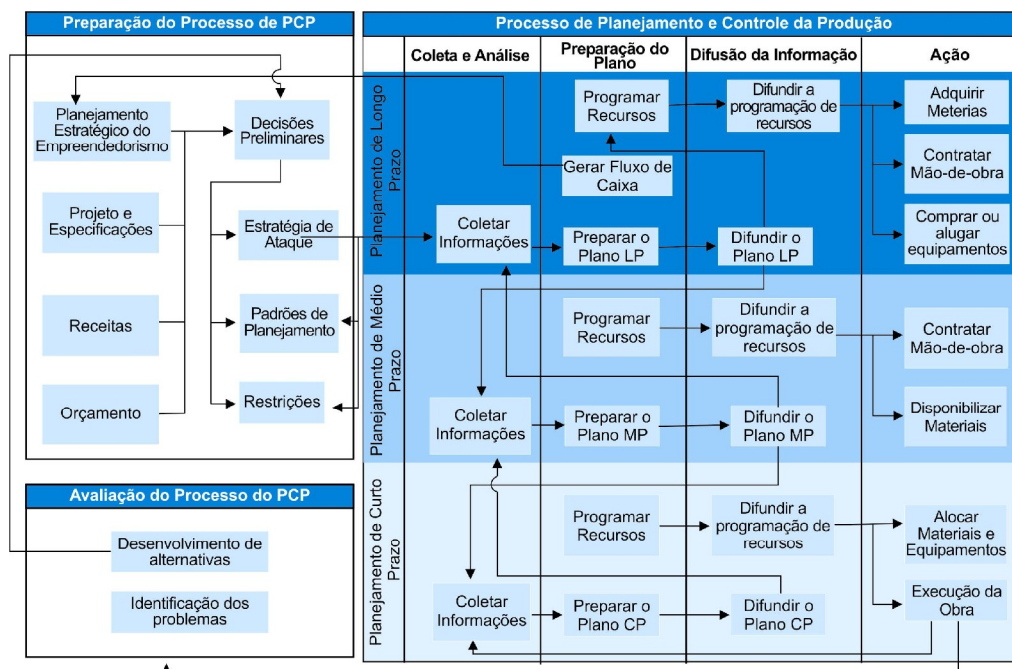 Preparação do Processo de PCP
Planejamento
Estratégico do
Empreendedorismo
Decisões
Preliminares
Projeto e
Especificações
Estratégia de
Ataque
Receitas
Padrões de
Planejamento
Orçamento
Restrições
Avaliação do Processo do PCP
Desenvolvimento de
alternativas
Identificação dos
problemas
Processo de Planejamento e Controle da Produção
Coleta e Análise
Preparação do
Plano
Difusão da Informação
Ação
Planejamento de Longo
Prazo
Programar
Recursos
Difundir
a programação de
recursos
Adquirir
Meterias
Gerar Fluxo de
Caixa
Contratar
Mão-de-obra
Coletar
Informações
Preparar o
Plano LP
Difundir o
Plano LP
Comprar ou
alugar
equipamentos
Planejamento de Médio
Prazo
Programar
Recursos
Difundir
a programação de
recursos
Contratar
Mão-de-obra
Coletar
Informações
Preparar o
Plano MP
Difundir o
Plano MP
Disponibilizar
Materiais
Planejamento de Curto
Prazo
Programar
Recursos
Difundir a
programação de
recursos
Alocar
Materiais e
Equipamentos
Coletar
Informações
Preparar o
Plano CP
Difundir o
Plano CP
Execução da
Obra